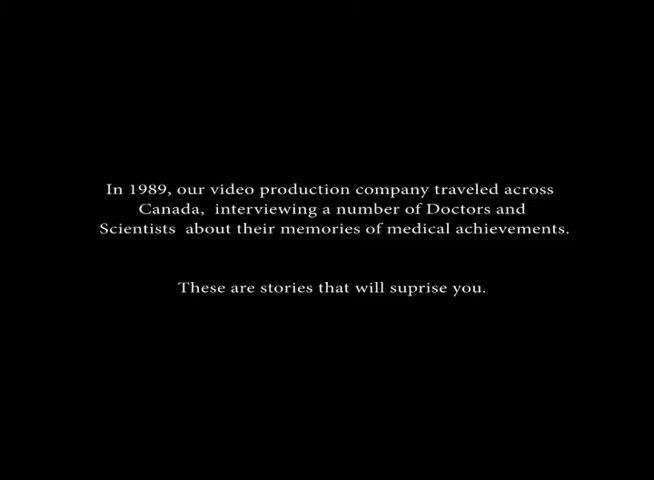 In 1989, our video production company traveled across
Canada,  interviewing a number of Doctors and
Scientists  about their memories of medical achievements.
These are stories that will suprise you.